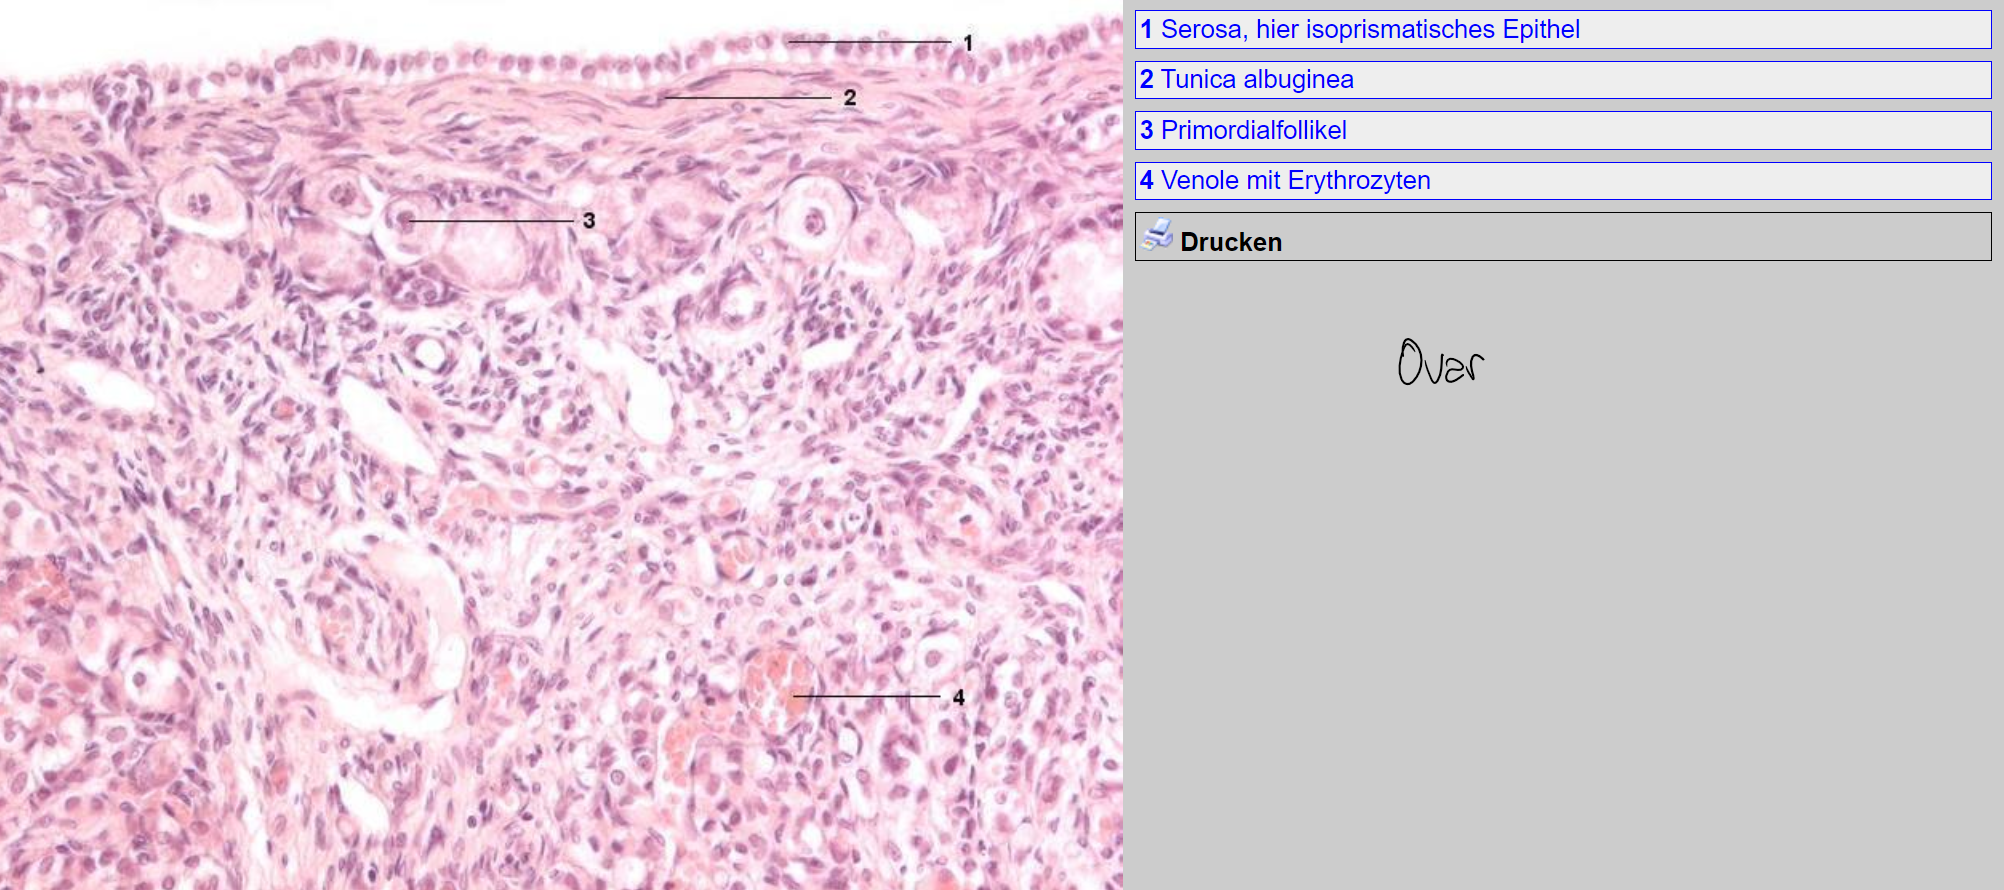 1
2
3
4
1 Serosa, hier isoprismatisches Epithel
2 Tunica albuginea
3 Primordialfollikel
4 Venole mit Erythrozyten
Drucken
Ovar